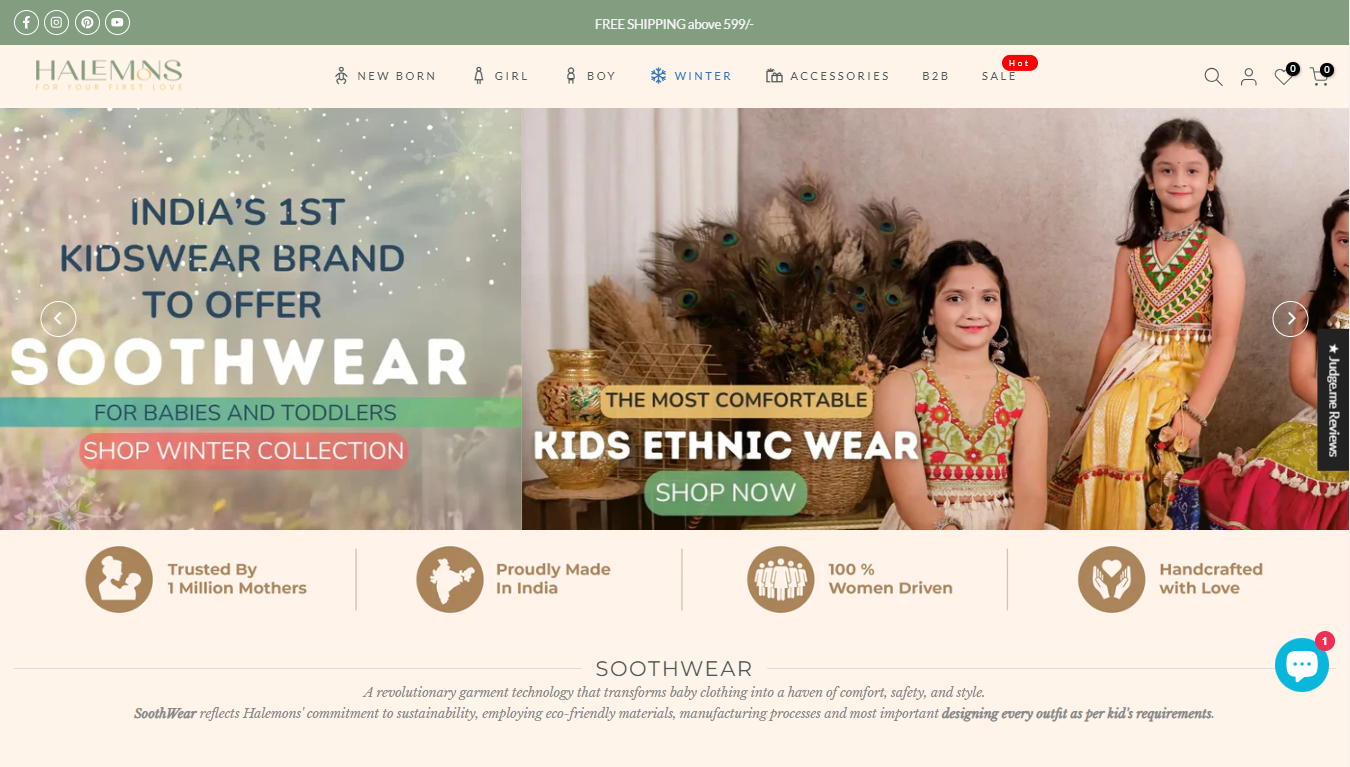 FREE SHIPPING above 599/-
HALEMONS
FOR YOUR FIRST LOVE
NEW BORN
GIRL
BOY
WINTER
ACCESSORIES
B2B
SALE
Hot
0
0
INDIA'S 1ST
KIDSWEAR BRAND
TO OFFER
SOOTHWEAR
FOR BABIES AND TODDLERS
SHOP WINTER COLLECTION
THE MOST COMFORTABLE
KIDS ETHNIC WEAR
SHOP NOW
★ Judge.me Reviews
Trusted By
1 Million Mothers
Proudly Made
In India
100 %
Women Driven
Handcrafted
with Love
1
SOOTHWEAR
A revolutionary garment technology that transforms baby clothing into a haven of comfort, safety, and style.
SoothWear reflects Halemons' commitment to sustainability, employing eco-friendly materials, manufacturing processes and most important designing every outfit as per kid's requirements.